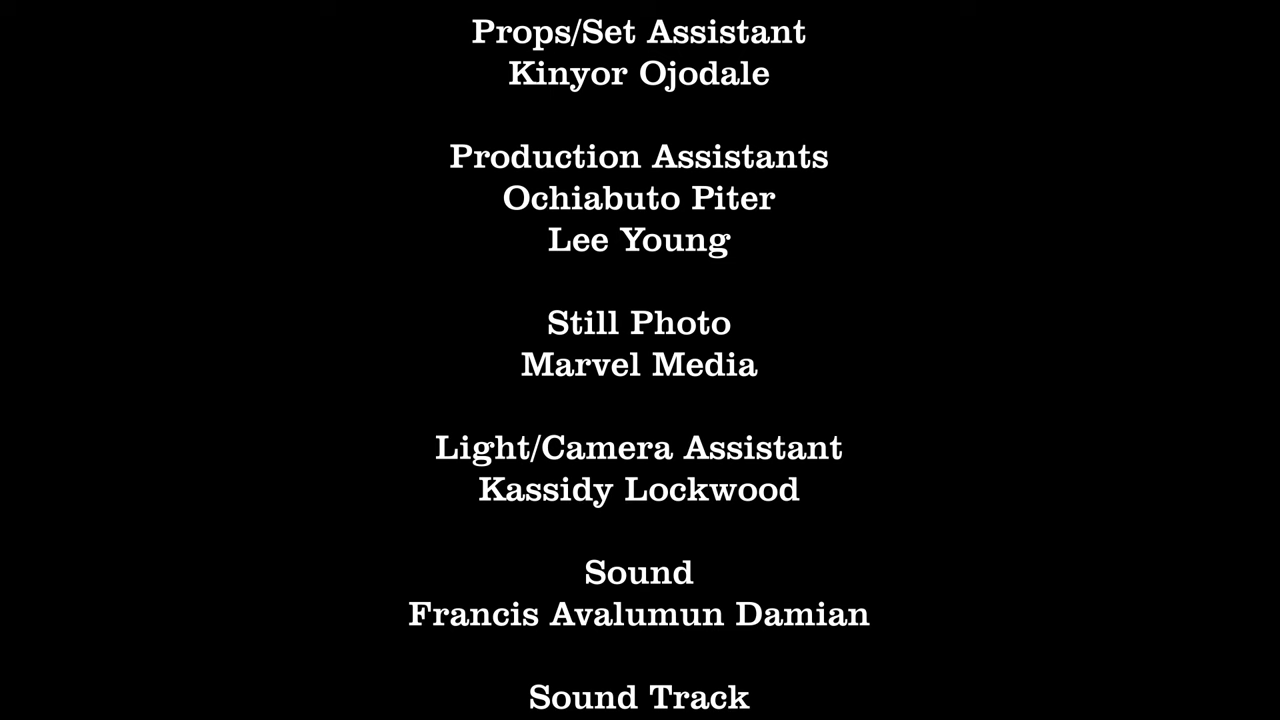 Props/Set Assistant
Kinyor Ojodale
Production Assistants
Ochiabuto Piter
Lee Young
Still Photo
Marvel Media
Light/Camera Assistant
Kassidy Lockwood
Sound
Francis Avalumun Damian
Sound Track